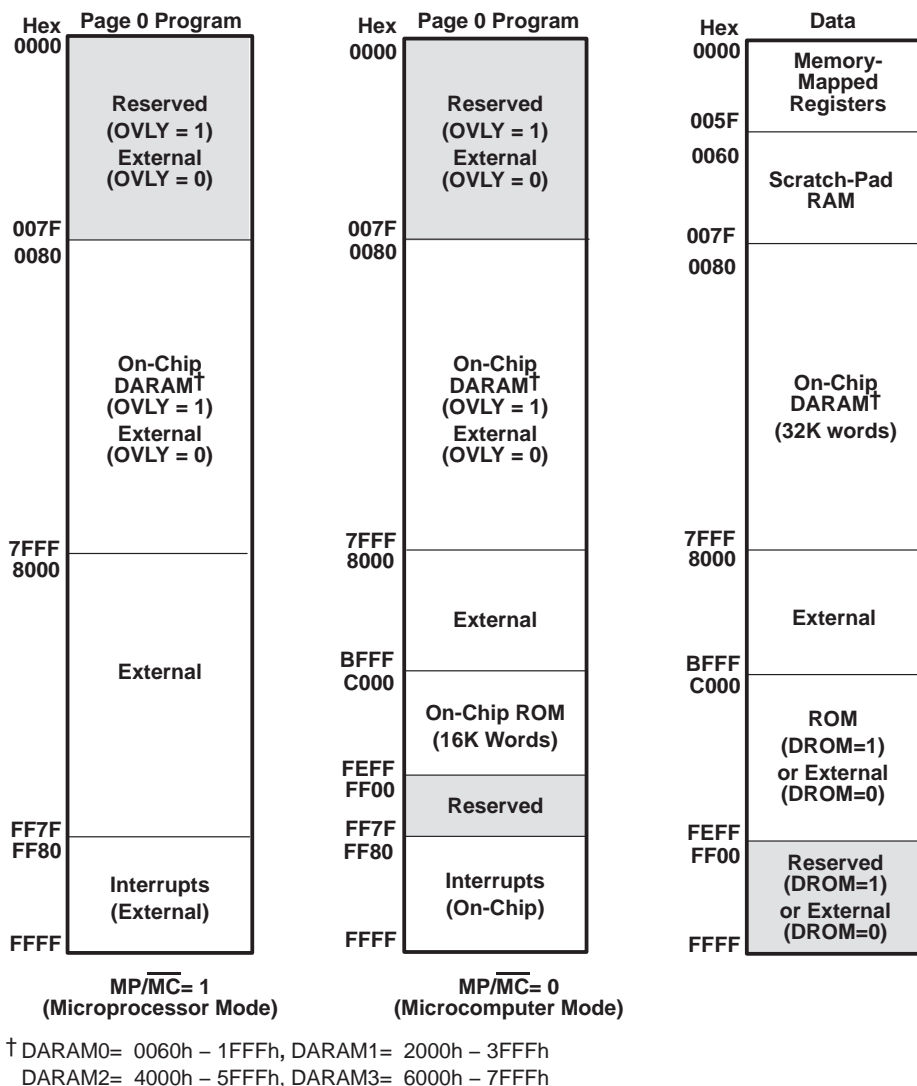 Hex
Page 0 Program
0000
Reserved
(OVLY = 1)
External
(OVLY = 0)
007F
0080
On-Chip
DARAM†
(OVLY = 1)
External
(OVLY = 0)
7FFF
8000
External
FF7F
FF80
Interrupts
(External)
FFFF
MP/M̅C̅= 1
(Microprocessor Mode)
Hex
Page 0 Program
0000
Reserved
(OVLY = 1)
External
(OVLY = 0)
007F
0080
On-Chip
DARAM†
(OVLY = 1)
External
(OVLY = 0)
7FFF
8000
External
BFFF
C000
On-Chip ROM
(16K Words)
FEFF
FF00
Reserved
FF7F
FF80
Interrupts
(On-Chip)
FFFF
MP/M̅C̅= 0
(Microcomputer Mode)
Hex
Data
0000
Memory-
Mapped
Registers
005F
0060
Scratch-Pad
RAM
007F
0080
On-Chip
DARAM†
(32K words)
7FFF
8000
External
BFFF
C000
ROM
(DROM=1)
or External
(DROM=0)
FEFF
FF00
Reserved
(DROM=1)
or External
(DROM=0)
FFFF
† DARAM0= 0060h – 1FFFh, DARAM1= 2000h – 3FFFh
DARAM2= 4000h – 5FFFh, DARAM3= 6000h – 7FFFh